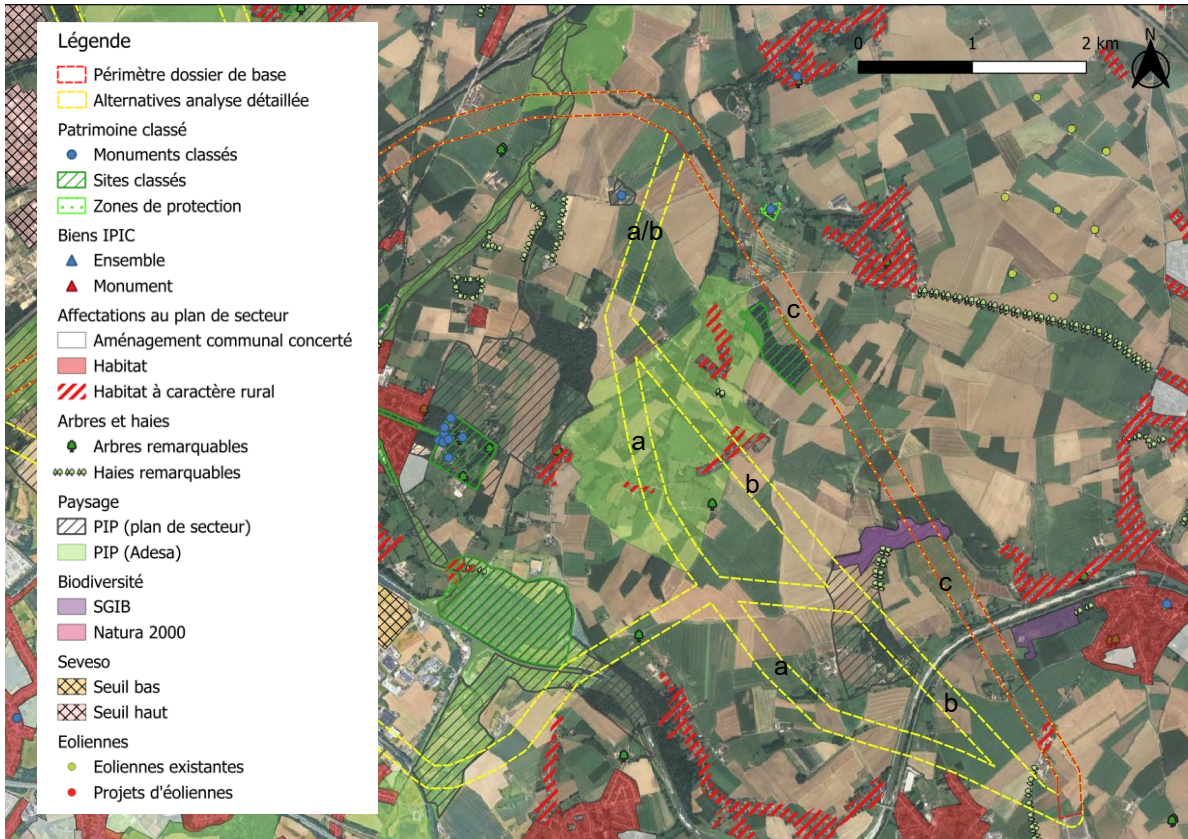 Légende
Périmètre dossier de base
Alternatives analyse détaillée
Patrimoine classé
Monuments classés
Sites classés
Zones de protection
Biens IPIC
Ensemble
Monument
Affectations au plan de secteur
Aménagement communal concerté
Habitat
Habitat à caractère rural
Arbres et haies
Arbres remarquables
Haies remarquables
Paysage
PIP (plan de secteur)
PIP (Adesa)
Biodiversité
SGIB
Natura 2000
Seveso
Seuil bas
Seuil haut
Eoliennes
Eoliennes existantes
Projets d'éoliennes
0 1 2 km
N
a/b
c
a
b
c
a
b